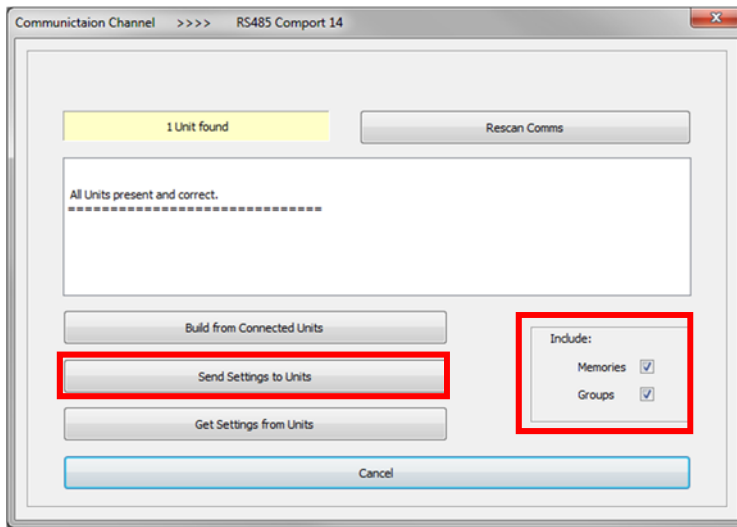 Communictaion Channel >>>> RS485 Comport 14
1 Unit found
Rescan Comms
All Units present and correct.
==============================
Build from Connected Units
Include:
Memories
Send Settings to Units
Groups
Get Settings from Units
Cancel